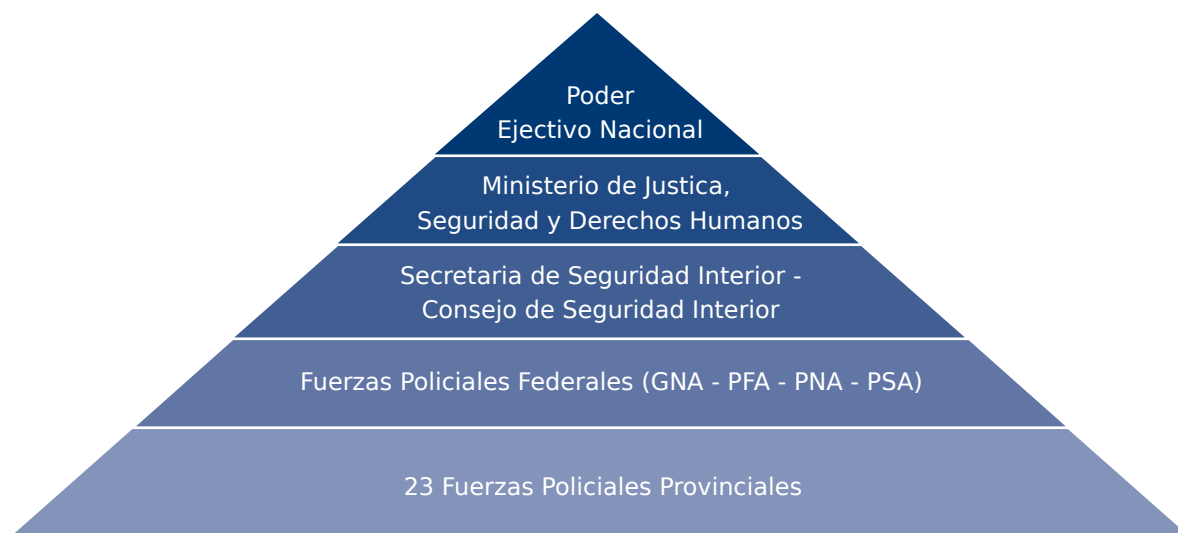 Poder
Ejectivo Nacional
Ministerio de Justica,
Seguridad y Derechos Humanos
Secretaria de Seguridad Interior -
Consejo de Seguridad Interior
Fuerzas Policiales Federales (GNA - PFA - PNA - PSA)
23 Fuerzas Policiales Provinciales